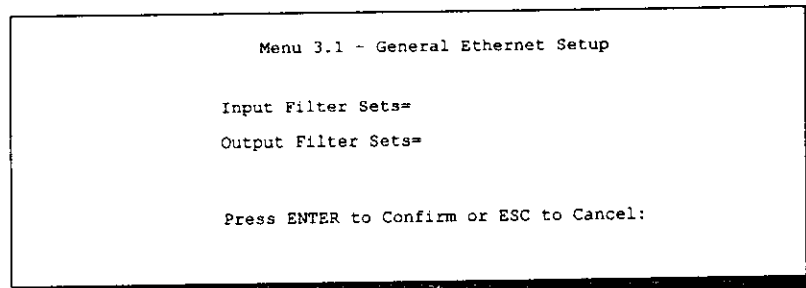 Menu 3.1 - General Ethernet Setup
Input Filter Sets=
Output Filter Sets=
Press ENTER to Confirm or ESC to Cancel: